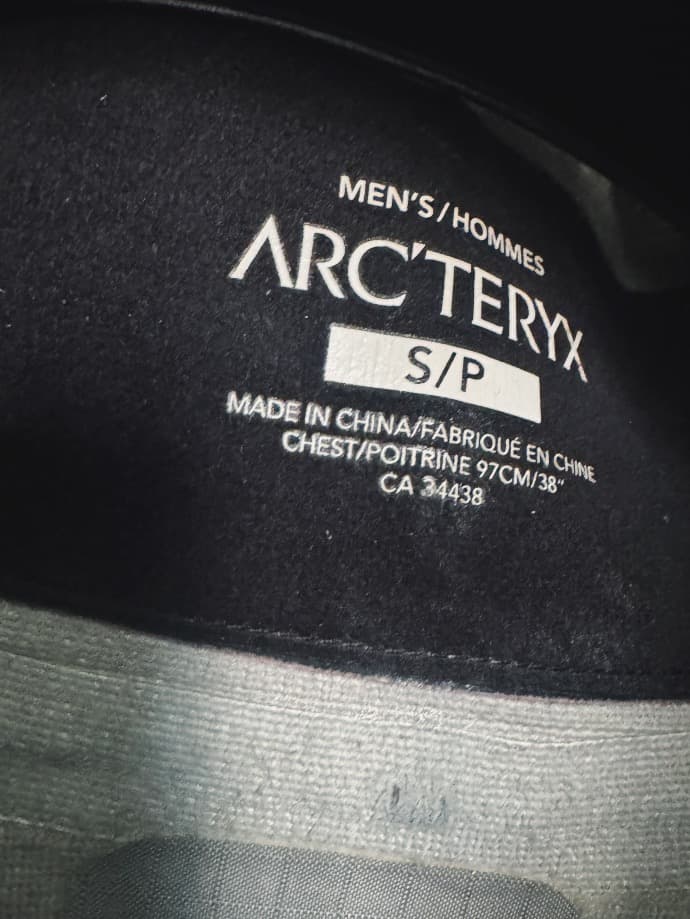 MEN'S/HOMMES
ARC'TERYX
S/P
MADE IN CHINA/FABRIQUÉ EN CHINE
CHEST/POITRINE 97CM/38"
CA 34438